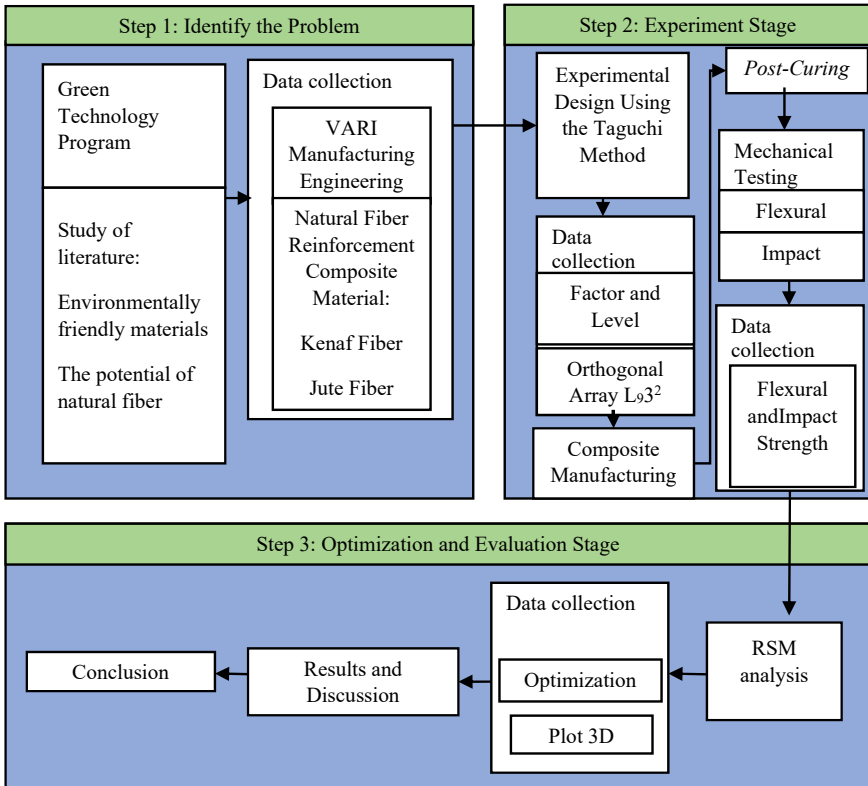 Step 1: Identify the Problem
Green
Technology
Program
Study of
literature:
Environmentally
friendly materials
The potential of
natural fiber
Data collection
VARI
Manufacturing
Engineering
Natural Fiber
Reinforcement
Composite
Material:
Kenaf Fiber
Jute Fiber
Step 2: Experiment Stage
Experimental
Design Using
the Taguchi
Method
Data
collection
Factor and
Level
Orthogonal
Array L₉3²
Composite
Manufacturing
Post-Curing
Mechanical
Testing
Flexural
Impact
Data
collection
Flexural
andImpact
Strength
Step 3: Optimization and Evaluation Stage
RSM
analysis
Data collection
Optimization
Plot 3D
Results and
Discussion
Conclusion